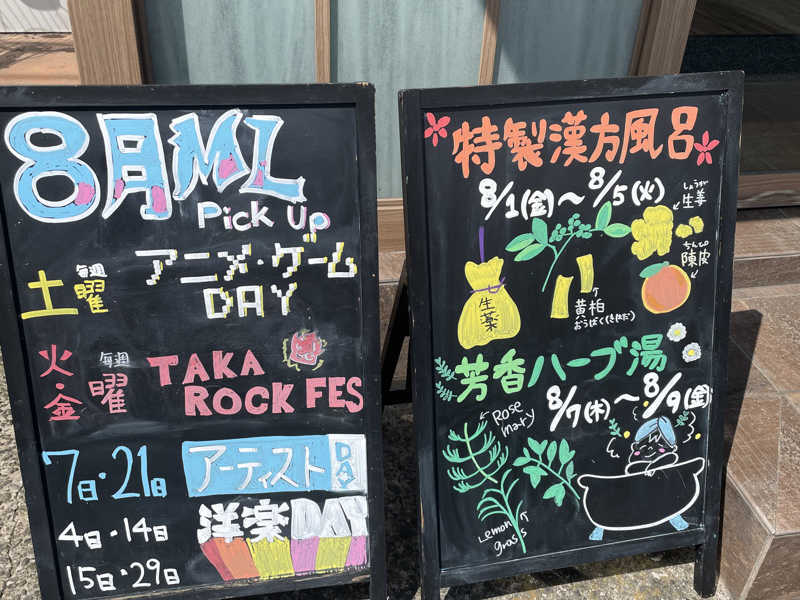 8月ML
Pick Up
土 毎週 曜
アニメ・ゲーム
DAY
火・金 毎週 曜
TAKA
ROCK FES
7日・21日
アーティスト DAY
4日・14日
15日・29日
洋楽DAY
特製漢方風呂
8/1(金)～8/5(火)
しょうが
生姜
ちんぴ
陳皮
生薬
黄柏
おうばく(きはだ)
芳香ハーブ湯
8/7(木)～8/9(金)
Rose
mary
Lemon
grass